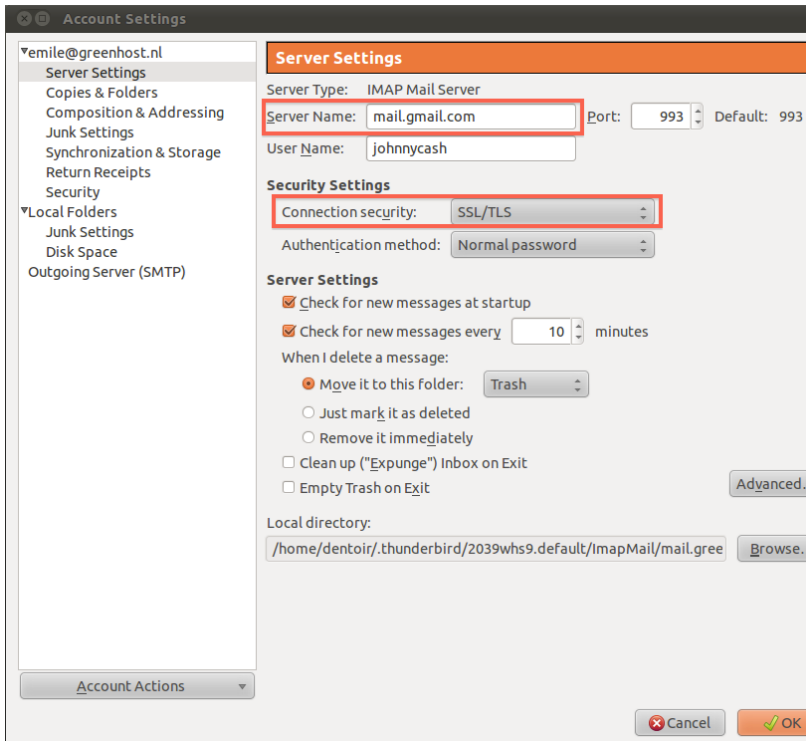 Account Settings
emile@greenhost.nl
Server Settings
Copies & Folders
Composition & Addressing
Junk Settings
Synchronization & Storage
Return Receipts
Security
Local Folders
Junk Settings
Disk Space
Outgoing Server (SMTP)
Account Actions
Server Settings
Server Type: IMAP Mail Server
Server Name: mail.gmail.com Port: 993 Default: 993
User Name: johnnycash
Security Settings
Connection security: SSL/TLS
Authentication method: Normal password
Server Settings
Check for new messages at startup
Check for new messages every 10 minutes
When I delete a message:
Move it to this folder: Trash
Just mark it as deleted
Remove it immediately
Clean up ("Expunge") Inbox on Exit
Empty Trash on Exit
Advanced.
Local directory:
/home/dentoir/.thunderbird/2039whs9.default/ImapMail/mail.gree Browse.
Cancel OK